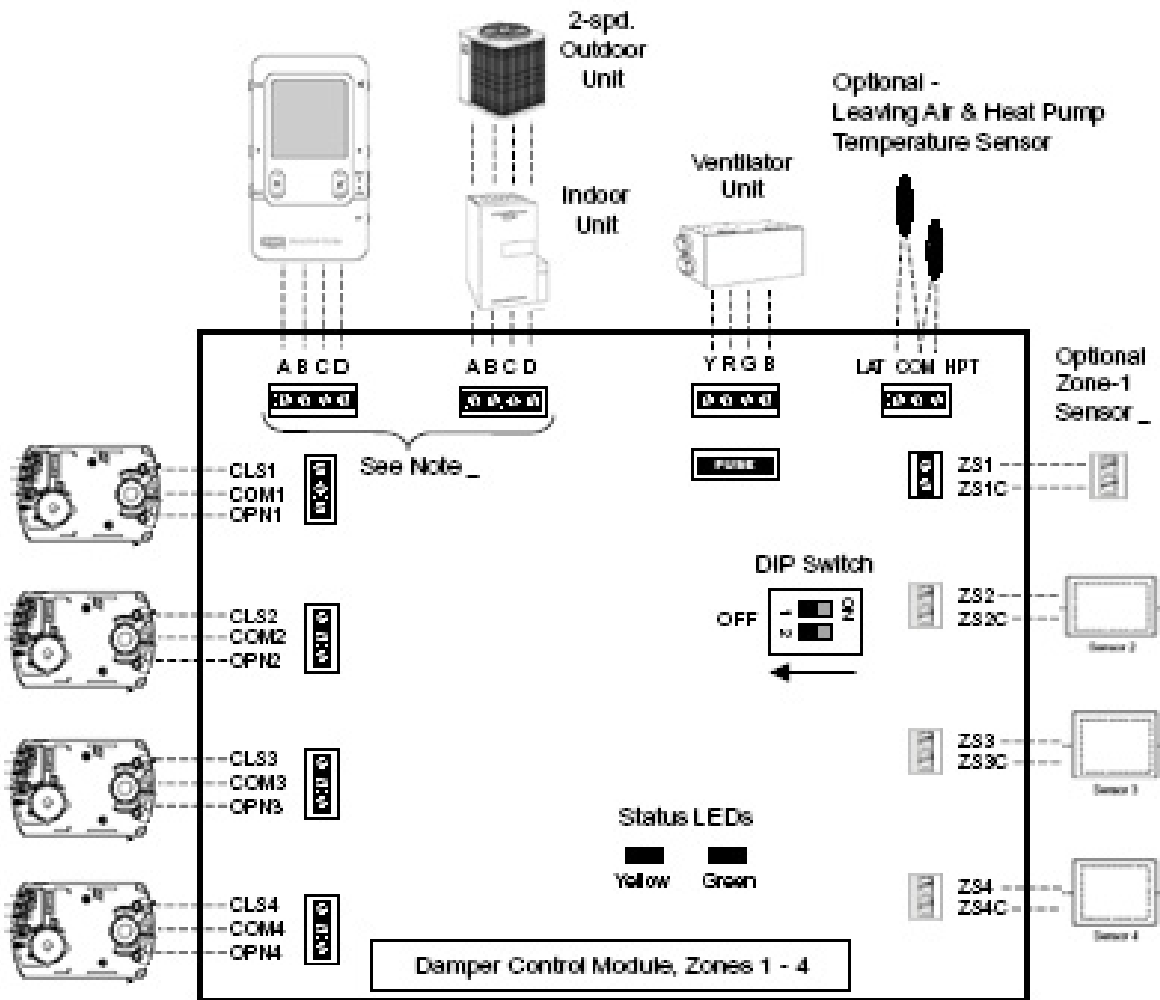 2-spd.
Outdoor
Unit
Optional -
Leaving Air & Heat Pump
Temperature Sensor
Ventilator
Unit
Indoor
Unit
A B C D
A B C D
Y R G B
LAT COM HPT
Optional
Zone-1
Sensor _
See Note _
FUSE
CLS1
COM1
OPN1
ZS1
ZS1C
DIP Switch
OFF
1
2
ON
CLS2
COM2
OPN2
ZS2
ZS2C
Sensor 2
CLS3
COM3
OPN3
ZS3
ZS3C
Sensor 3
Status LEDs
Yellow Green
CLS4
COM4
OPN4
ZS4
ZS4C
Sensor 4
Damper Control Module, Zones 1 - 4